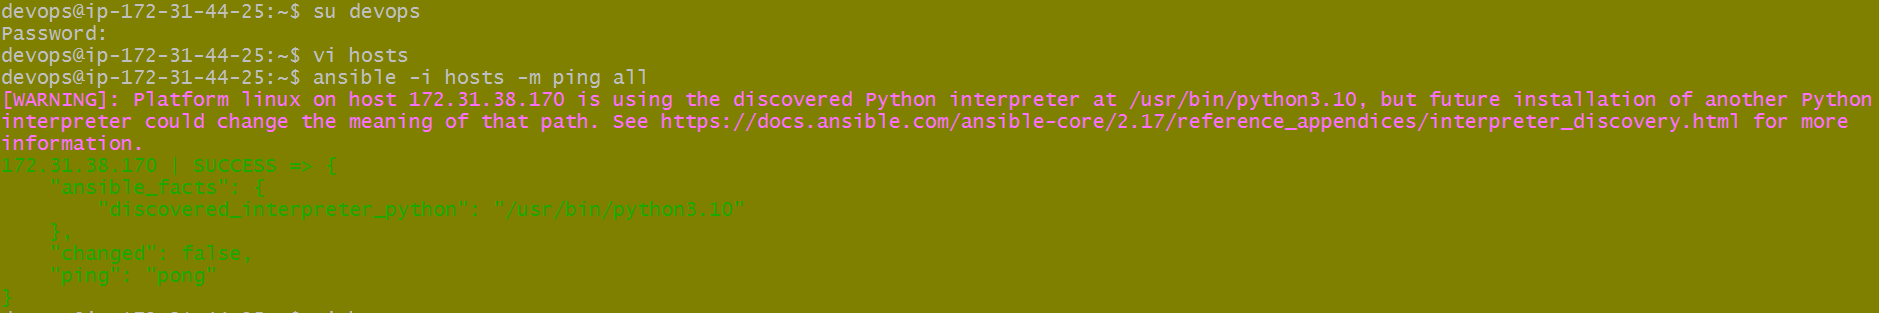 devops@ip-172-31-44-25:~$ su devops
Password:
devops@ip-172-31-44-25:~$ vi hosts
devops@ip-172-31-44-25:~$ ansible -i hosts -m ping all
[WARNING]: Platform linux on host 172.31.38.170 is using the discovered Python interpreter at /usr/bin/python3.10, but future installation of another Python
interpreter could change the meaning of that path. See https://docs.ansible.com/ansible-core/2.17/reference_appendices/interpreter_discovery.html for more
information.
172.31.38.170 | SUCCESS => {
    "ansible_facts": {
        "discovered_interpreter_python": "/usr/bin/python3.10"
    },
    "changed": false,
    "ping": "pong"
}